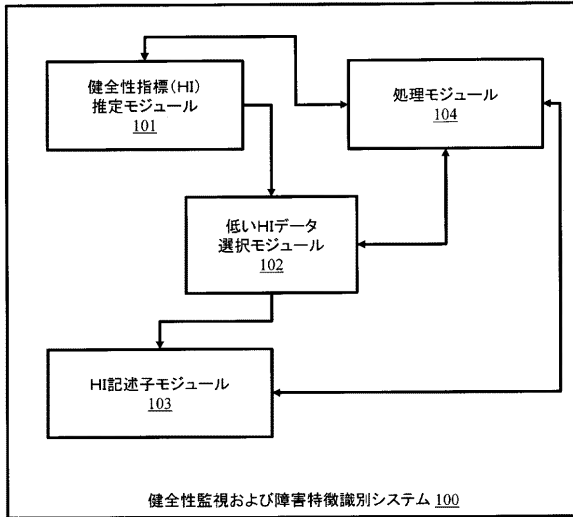 健全性指標(HI)
推定モジュール
101
処理モジュール
104
低いHIデータ
選択モジュール
102
HI記述子モジュール
103
健全性監視および障害特徴識別システム 100